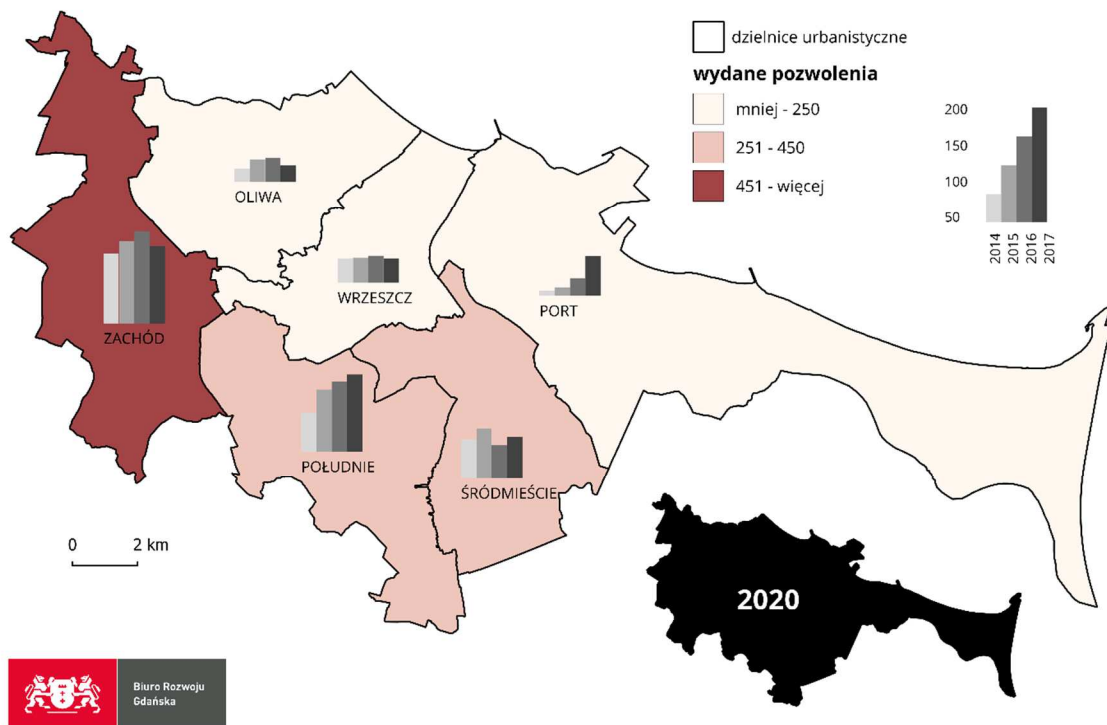 dzielnice urbanistyczne
wydane pozwolenia
mniej - 250
251 - 450
451 - więcej
200
150
100
50
2014
2015
2016
2017
OLIWA
WRZESZCZ
PORT
ZACHÓD
POŁUDNIE
ŚRÓDMIEŚCIE
0 2 km
2020
Biuro Rozwoju
Gdańska